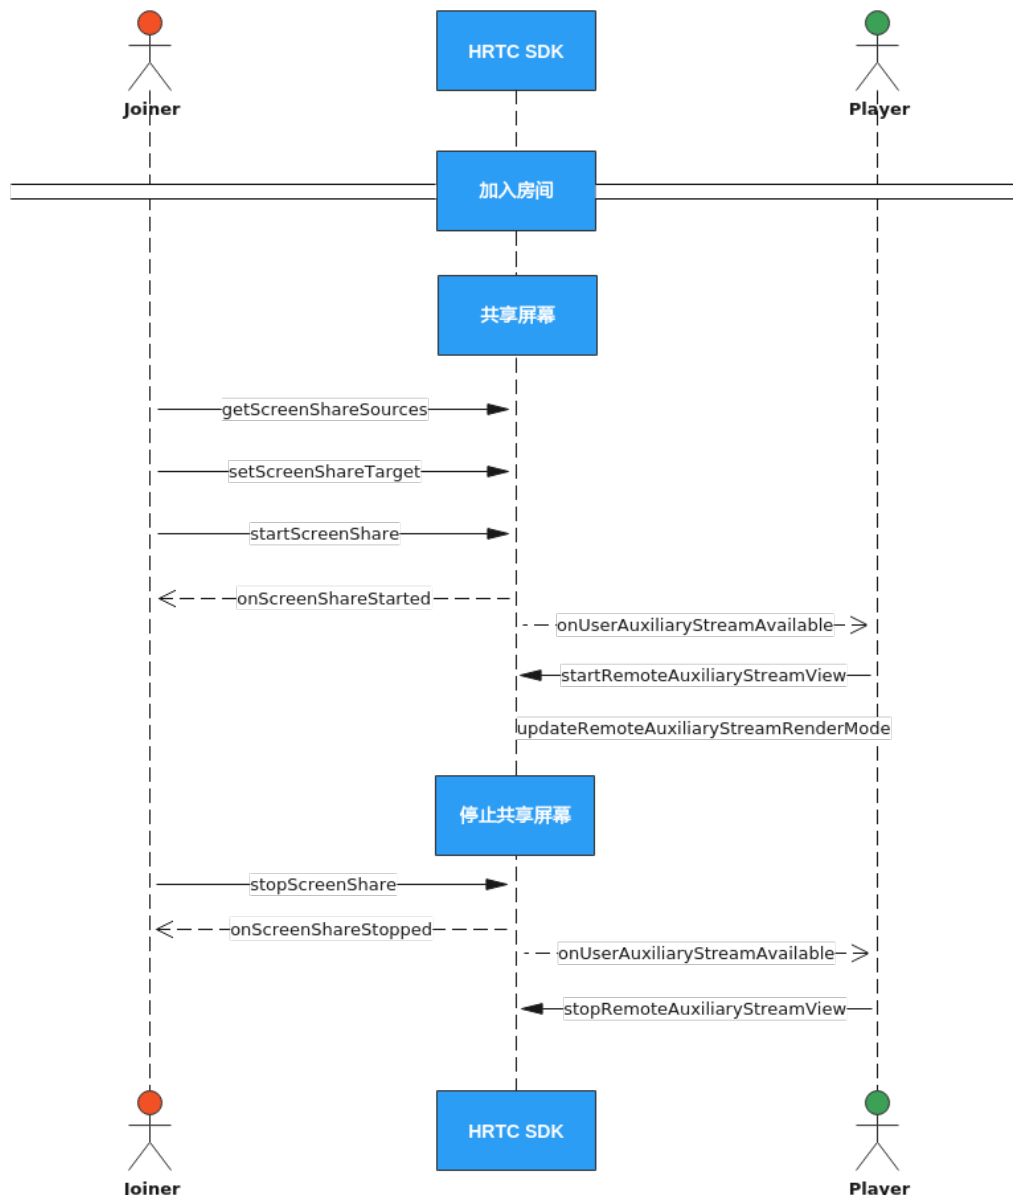 Joiner
HRTC SDK
Player
加入房间
共享屏幕
getScreenShareSources
setScreenShareTarget
startScreenShare
onScreenShareStarted
onUserAuxiliaryStreamAvailable
startRemoteAuxiliaryStreamView
updateRemoteAuxiliaryStreamRenderMode
停止共享屏幕
stopScreenShare
onScreenShareStopped
onUserAuxiliaryStreamAvailable
stopRemoteAuxiliaryStreamView
HRTC SDK
Joiner
Player